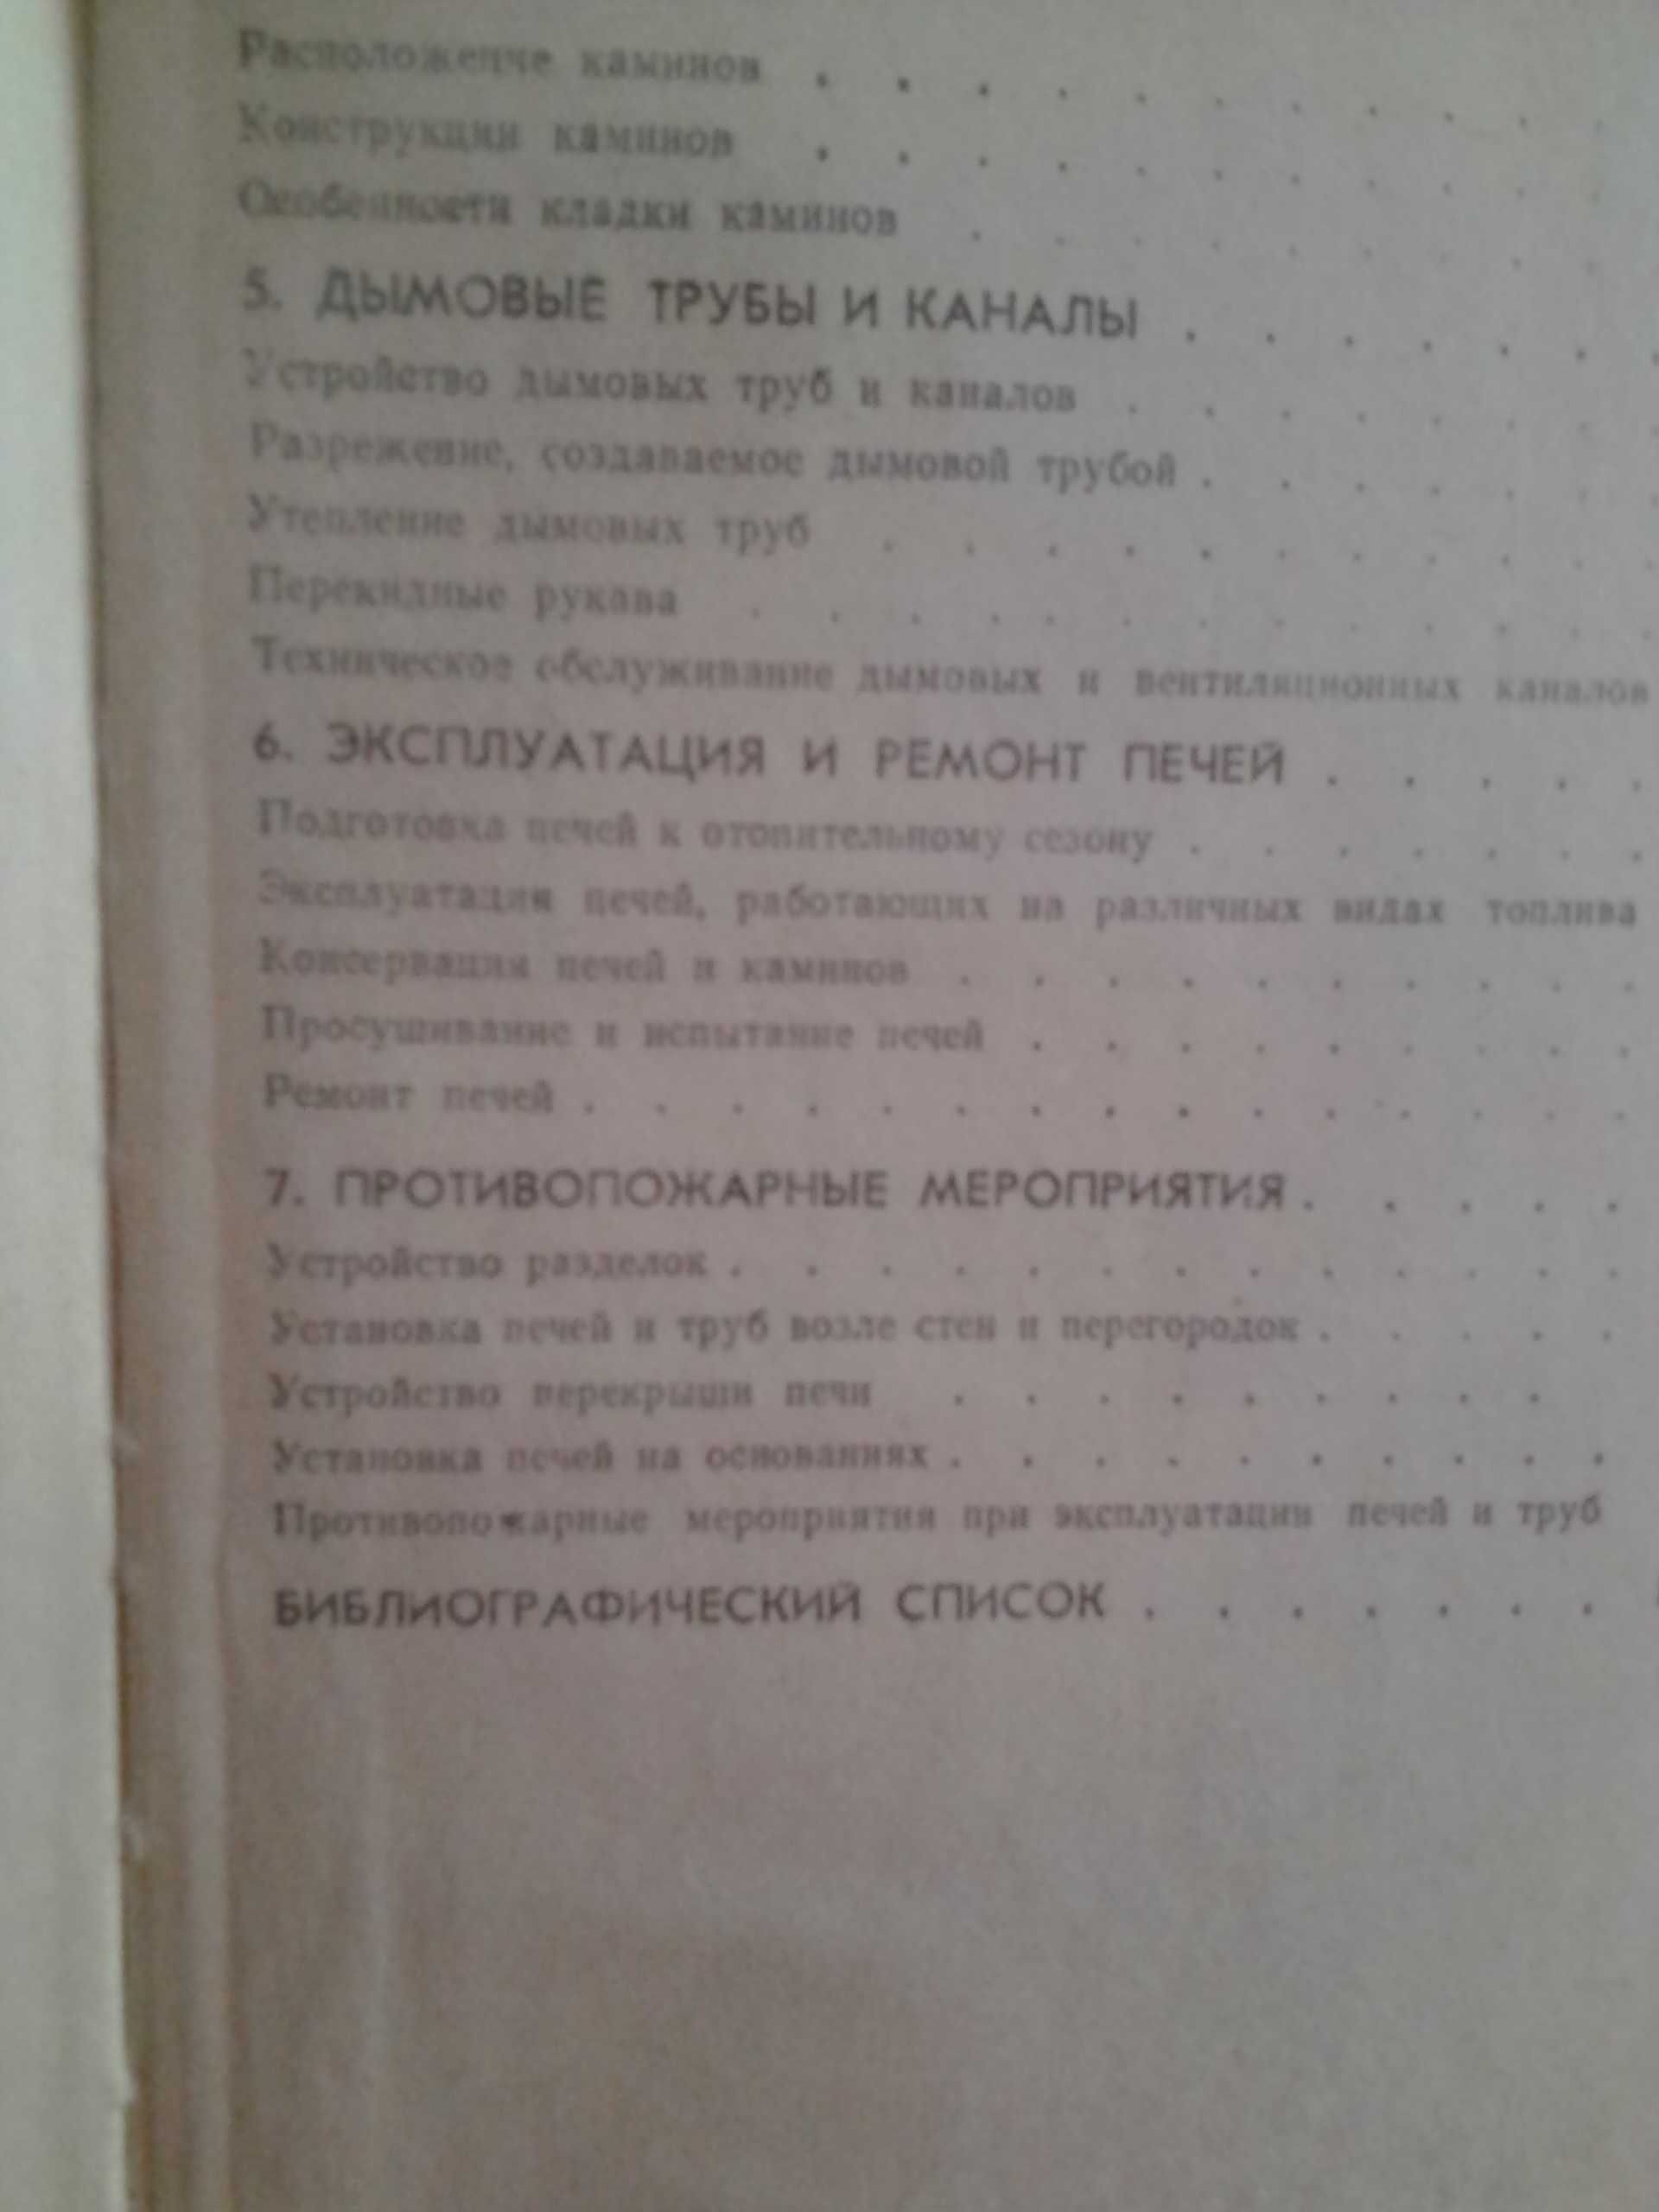 Расположение каминов . . . . . . . . . . .
Конструкции каминов . . . . . . . . . . .
Особенности кладки каминов . . . . . . . . .
5. ДЫМОВЫЕ ТРУБЫ И КАНАЛЫ . . . . . . .
Устройство дымовых труб и каналов . . . . . . . .
Разрежение, создаваемое дымовой трубой . . . . . . .
Утепление дымовых труб . . . . . . . . . . .
Перекидные рукава . . . . . . . . . . . . .
Техническое обслуживание дымовых и вентиляционных каналов
6. ЭКСПЛУАТАЦИЯ И РЕМОНТ ПЕЧЕЙ . . . . .
Подготовка печей к отопительному сезону . . . . . . .
Эксплуатация печей, работающих на различных видах топлива
Консервация печей и каминов . . . . . . . . . .
Просушивание и испытание печей . . . . . . . . .
Ремонт печей . . . . . . . . . . . . . . .
7. ПРОТИВОПОЖАРНЫЕ МЕРОПРИЯТИЯ . . . . .
Устройство разделок . . . . . . . . . . . . .
Установка печей и труб возле стен и перегородок . . . . .
Устройство перекрыши печи . . . . . . . . .
Установка печей на основаниях . . . . . . . . . .
Противопожарные мероприятия при эксплуатации печей и труб
БИБЛИОГРАФИЧЕСКИЙ СПИСОК . . . . . . .